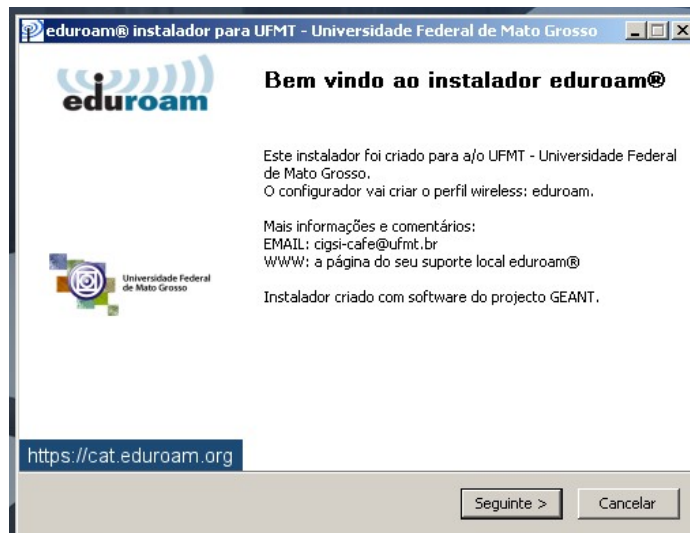 eduroam® instalador para UFMT - Universidade Federal de Mato Grosso
eduroam
Bem vindo ao instalador eduroam®
Este instalador foi criado para a/o UFMT - Universidade Federal
de Mato Grosso.
O configurador vai criar o perfil wireless: eduroam.
Mais informações e comentários:
EMAIL: cigsi-cafe@ufmt.br
WWW: a página do seu suporte local eduroam®
Universidade Federal
de Mato Grosso
Instalador criado com software do projecto GEANT.
https://cat.eduroam.org
Seguinte >
Cancelar